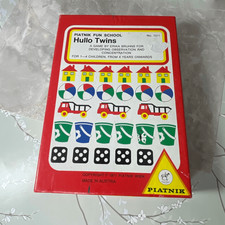 PIATNIK FUN SCHOOL
Hullo Twins
A GAME BY ERIKA BRUHNS FOR
DEVELOPING OBSERVATION AND
CONCENTRATION
FOR 1–4 CHILDREN, FROM 4 YEARS ONWARDS
MADE IN AUSTRIA
PIATNIK